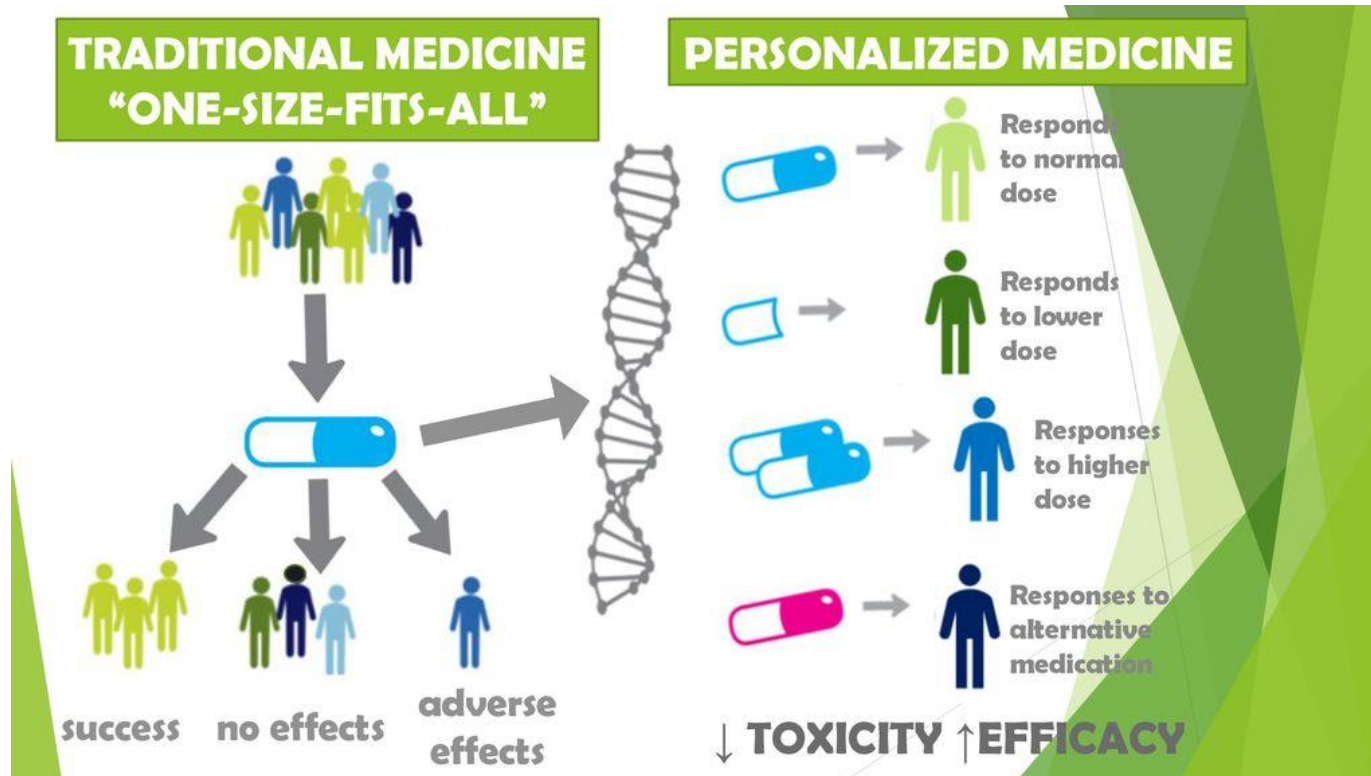 TRADITIONAL MEDICINE
“ONE-SIZE-FITS-ALL”
success
no effects
adverse
effects
PERSONALIZED MEDICINE
Responds
to normal
dose
Responds
to lower
dose
Responses
to higher
dose
Responses to
alternative
medication
↓ TOXICITY ↑EFFICACY